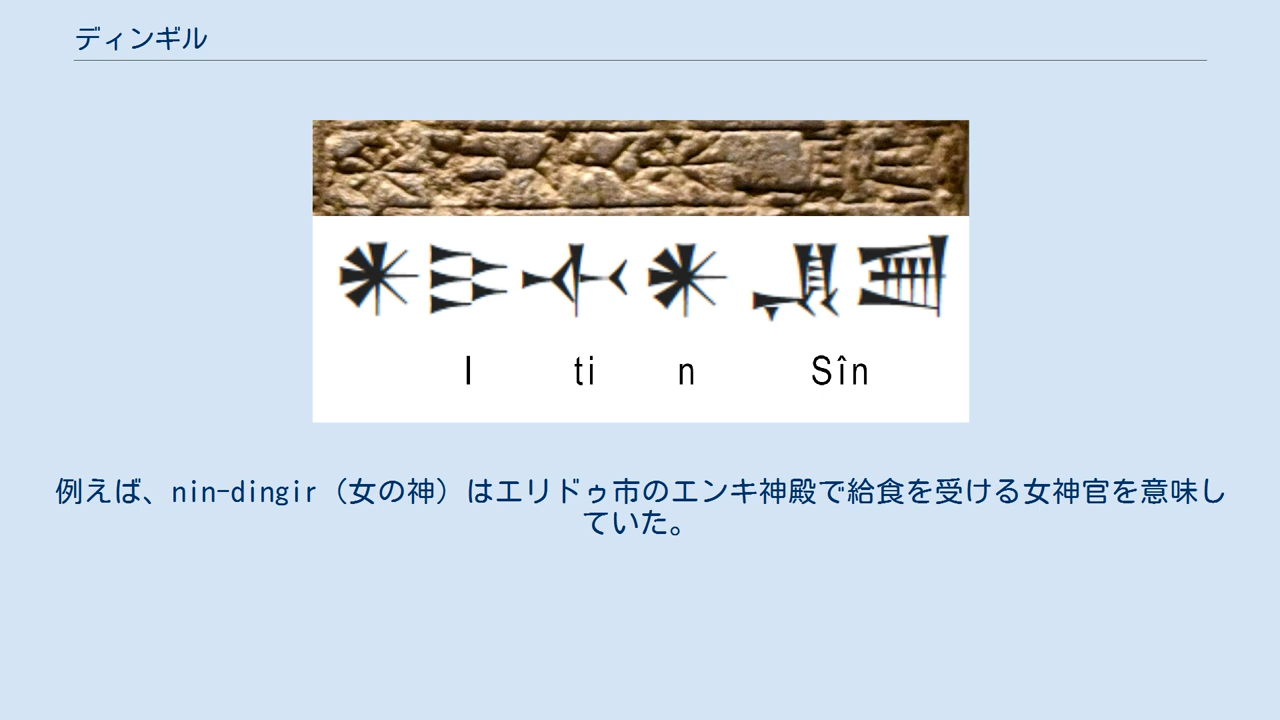 ディンギル
𒀭𒄿𒋾𒀭𒂗𒍪
I ti n Sîn
例えば、nin-dingir（女の神）はエリドゥ市のエンキ神殿で給食を受ける女神官を意味し
ていた。